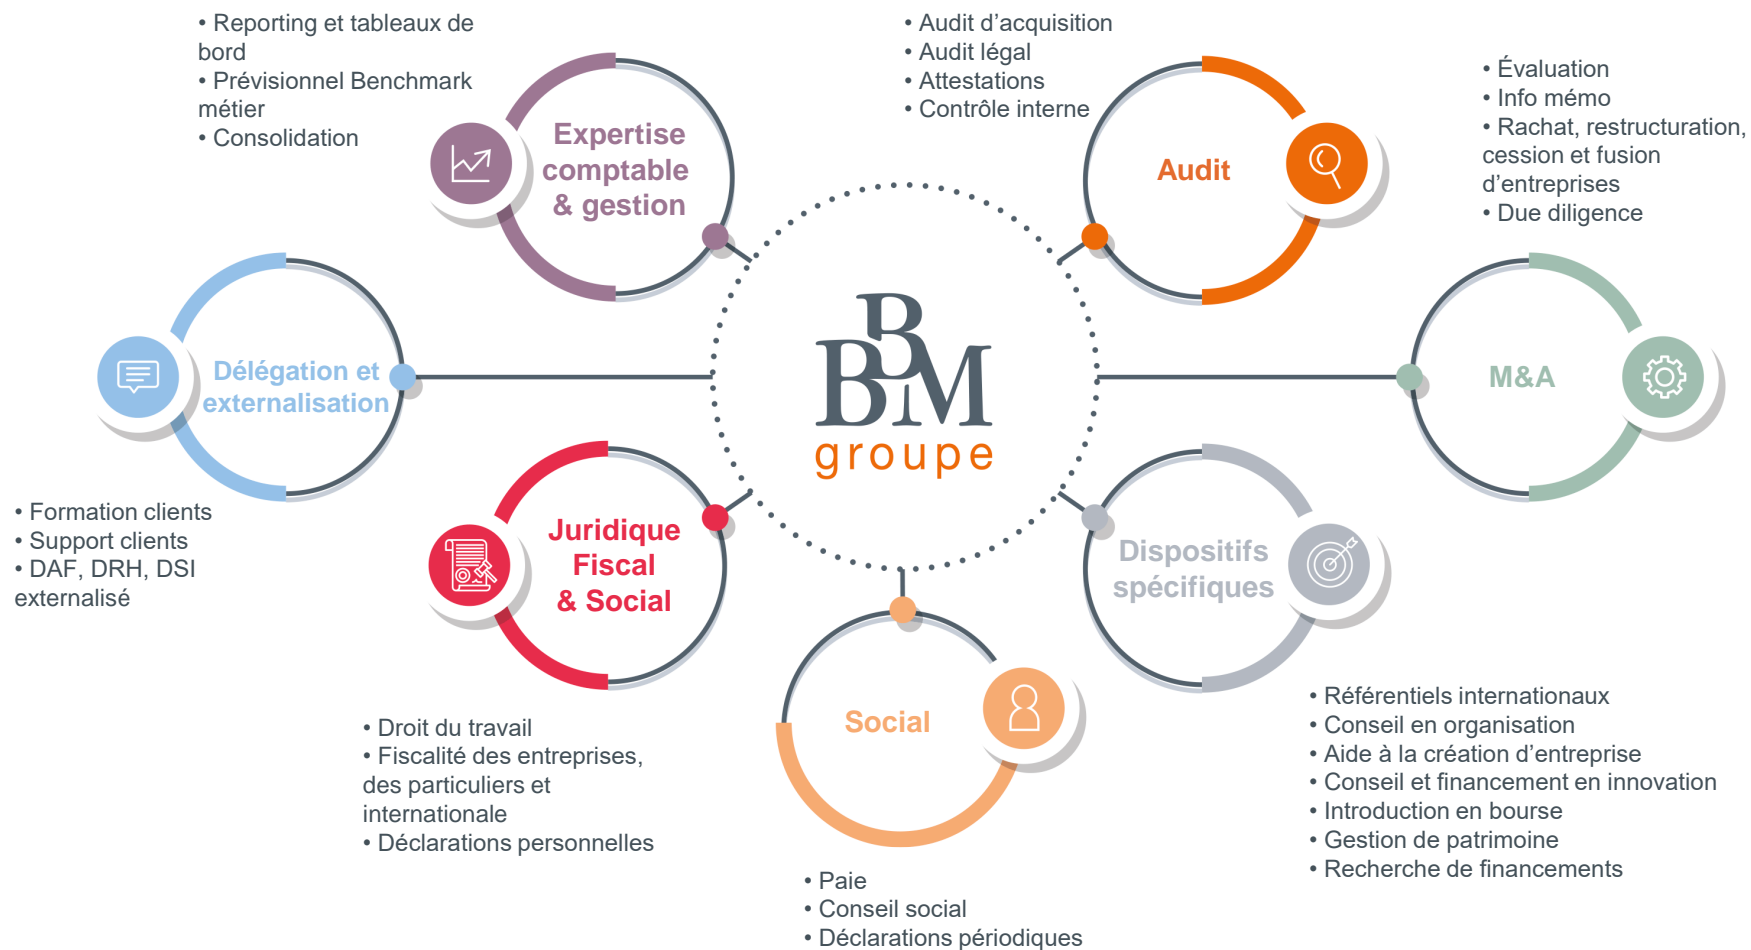 • Reporting et tableaux de
bord
• Prévisionnel Benchmark
métier
• Consolidation
Expertise
comptable
& gestion
• Audit d’acquisition
• Audit légal
• Attestations
• Contrôle interne
Audit
• Évaluation
• Info mémo
• Rachat, restructuration,
cession et fusion
d’entreprises
• Due diligence
M&A
Délégation et
externalisation
• Formation clients
• Support clients
• DAF, DRH, DSI
externalisé
BBM
groupe
Juridique
Fiscal
& Social
• Droit du travail
• Fiscalité des entreprises,
des particuliers et
internationale
• Déclarations personnelles
Social
• Paie
• Conseil social
• Déclarations périodiques
Dispositifs
spécifiques
• Référentiels internationaux
• Conseil en organisation
• Aide à la création d’entreprise
• Conseil et financement en innovation
• Introduction en bourse
• Gestion de patrimoine
• Recherche de financements